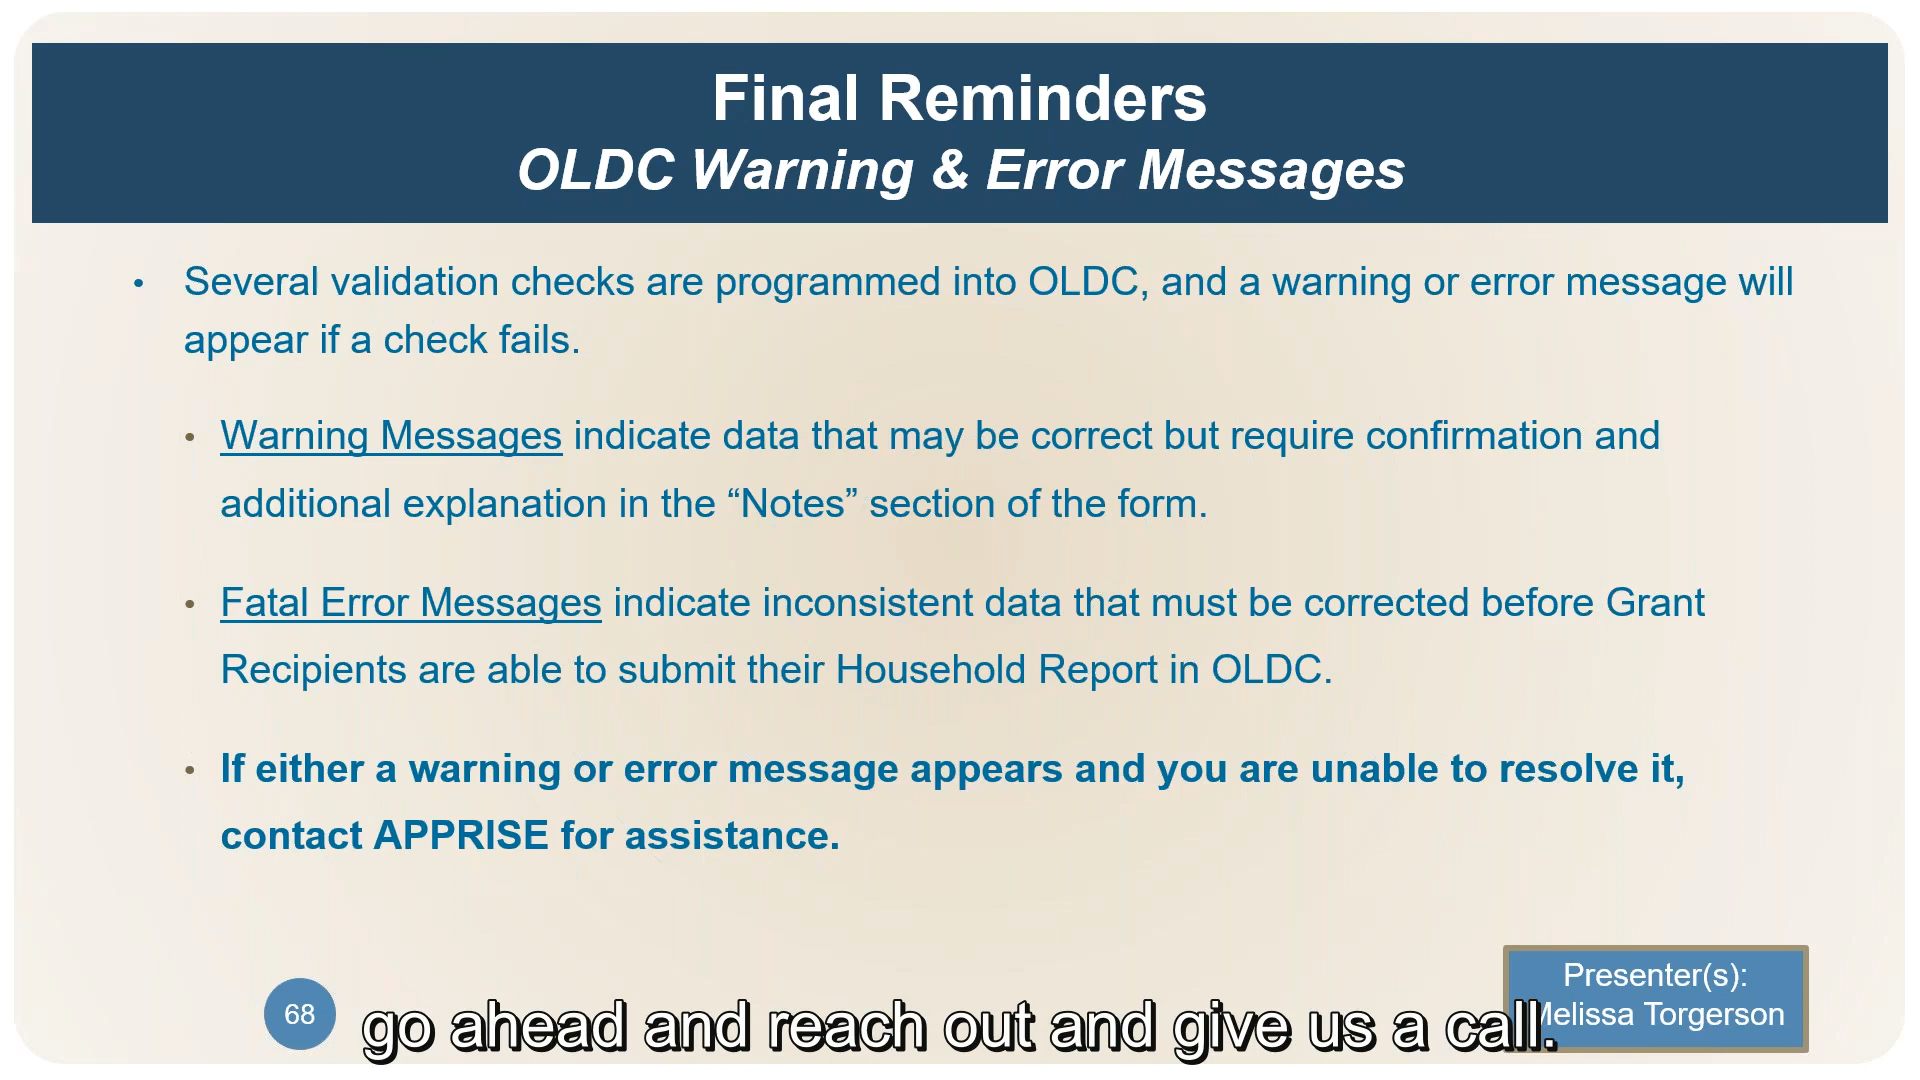 Final Reminders
OLDC Warning & Error Messages
• Several validation checks are programmed into OLDC, and a warning or error message will
appear if a check fails.
• Warning Messages indicate data that may be correct but require confirmation and
additional explanation in the “Notes” section of the form.
• Fatal Error Messages indicate inconsistent data that must be corrected before Grant
Recipients are able to submit their Household Report in OLDC.
• If either a warning or error message appears and you are unable to resolve it,
contact APPRISE for assistance.
Presenter(s):
Melissa Torgerson
68
go ahead and reach out and give us a call.